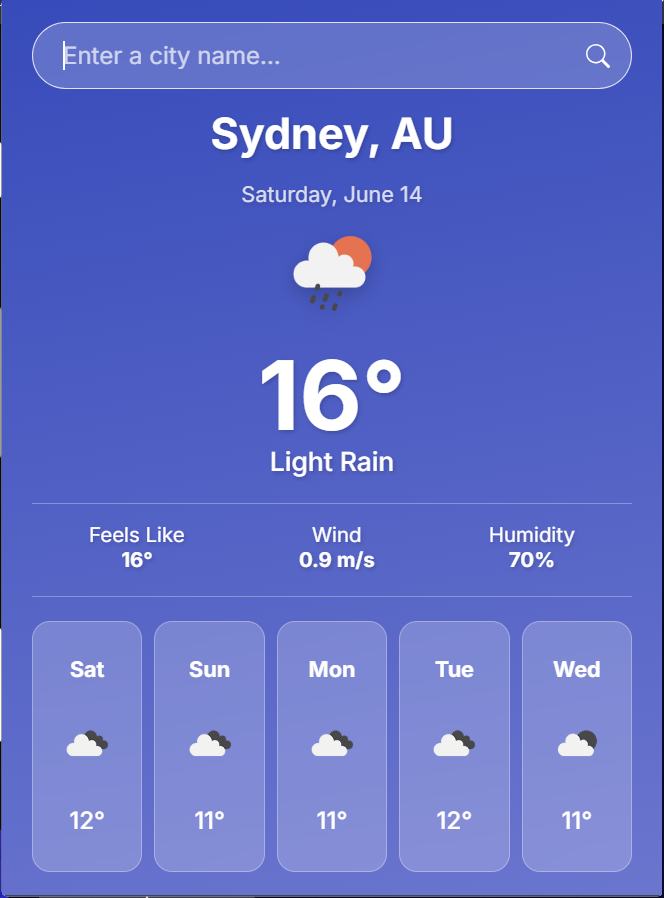 Enter a city name...
Sydney, AU
Saturday, June 14
16°
Light Rain
Feels Like Wind Humidity
16° 0.9 m/s 70%
Sat Sun Mon Tue Wed
12° 11° 11° 12° 11°